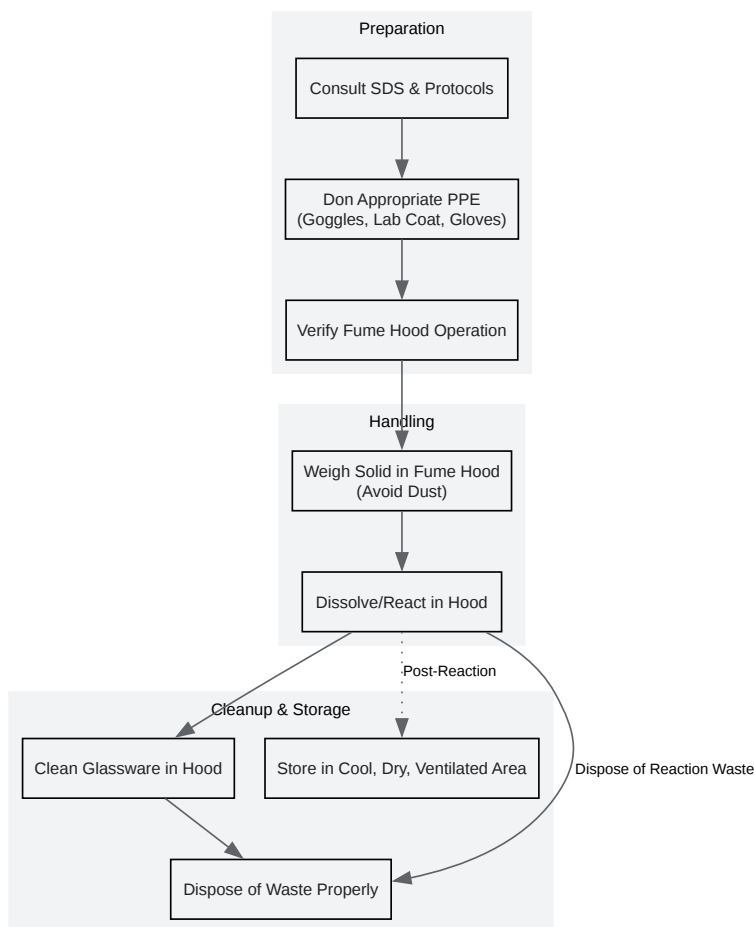 Preparation
Consult SDS & Protocols
Don Appropriate PPE
(Goggles, Lab Coat, Gloves)
Verify Fume Hood Operation
Handling
Weigh Solid in Fume Hood
(Avoid Dust)
Dissolve/React in Hood
Post-Reaction
Cleanup & Storage
Clean Glassware in Hood
Store in Cool, Dry, Ventilated Area
Dispose of Reaction Waste
Dispose of Waste Properly